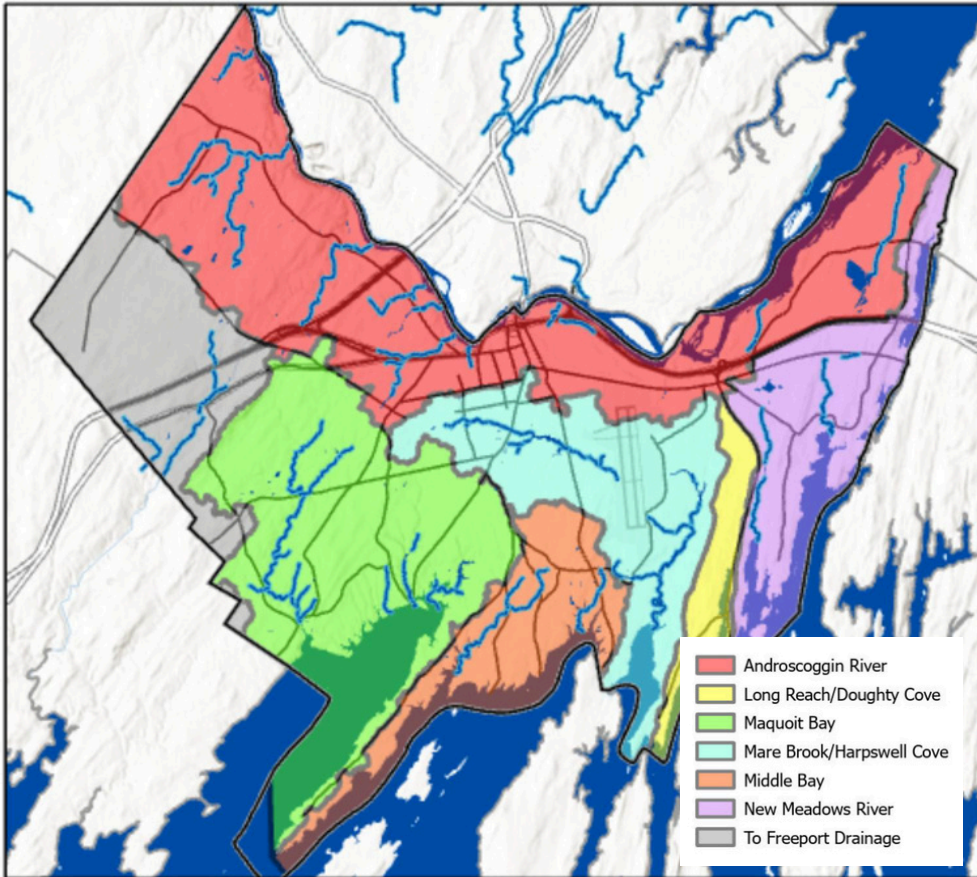 Androscoggin River
Long Reach/Doughty Cove
Maquoit Bay
Mare Brook/Harpswell Cove
Middle Bay
New Meadows River
To Freeport Drainage